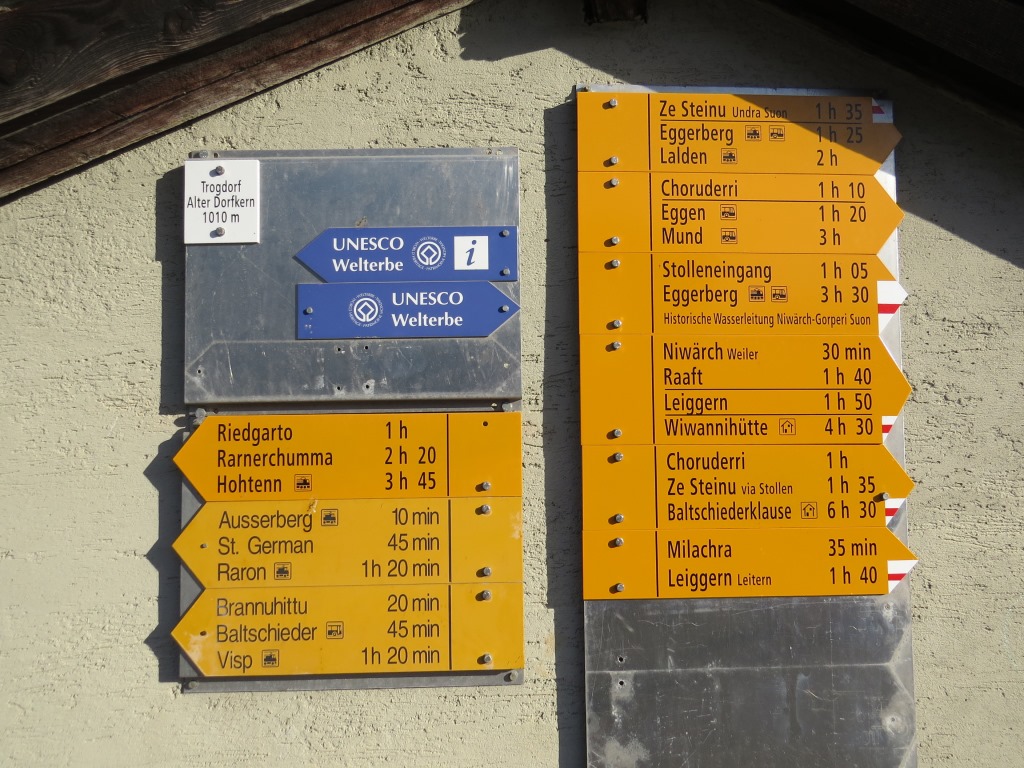 Trogdorf
Alter Dorfkern
1010 m
UNESCO
Welterbe
i
UNESCO
Welterbe
Riedgarto 1 h
Rarnerchumma 2 h 20
Hohtenn 3 h 45
Ausserberg 10 min
St. German 45 min
Raron 1 h 20 min
Brannuhittu 20 min
Baltschieder 45 min
Visp 1 h 20 min
Ze Steinu Undra Suon 1 h 35
Eggerberg 1 h 25
Lalden 2 h
Choruderri 1 h 10
Eggen 1 h 20
Mund 3 h
Stolleneingang 1 h 05
Eggerberg 3 h 30
Historische Wasserleitung Niwärch-Gorperi Suon
Niwärch Weiler 30 min
Raaft 1 h 40
Leiggern 1 h 50
Wiwannihütte 4 h 30
Choruderri 1 h
Ze Steinu via Stollen 1 h 35
Baltschiederklause 6 h 30
Milachra 35 min
Leiggern Leitern 1 h 40